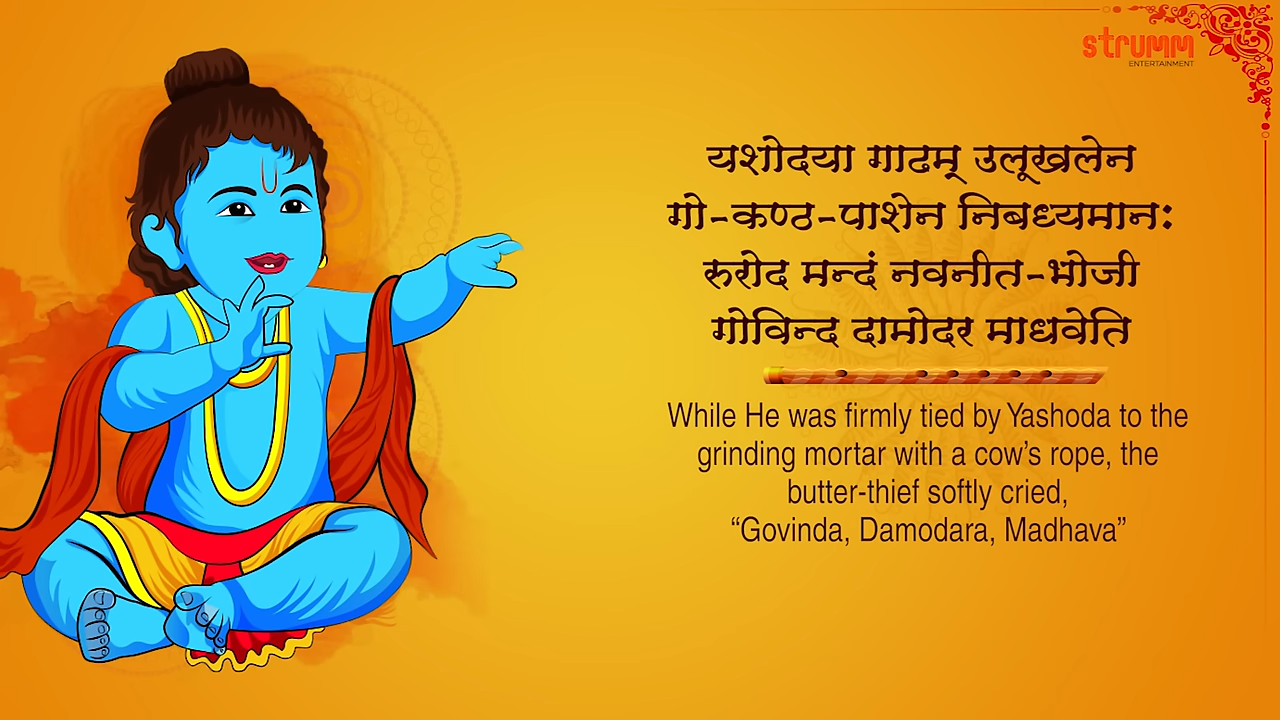 strumm
ENTERTAINMENT
यशोदया गाढम् उलूखलेन
गो-कण्ठ-पाशेन निबध्यमानः
रुरोद मन्दं नवनीत-भोजी
गोविन्द दामोदर माधवेति
While He was firmly tied by Yashoda to the
grinding mortar with a cow’s rope, the
butter-thief softly cried,
“Govinda, Damodara, Madhava”